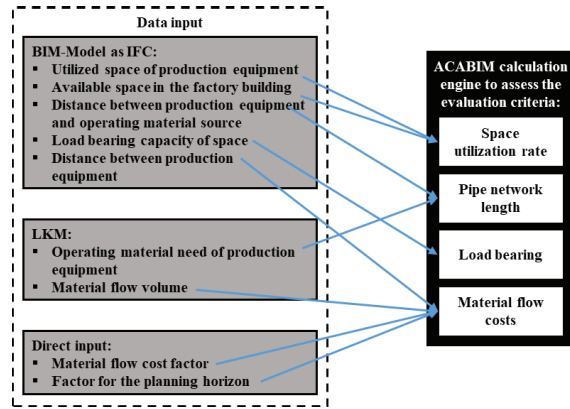 Data input
BIM-Model as IFC:
▪ Utilized space of production equipment
▪ Available space in the factory building
▪ Distance between production equipment
and operating material source
▪ Load bearing capacity of space
▪ Distance between production
equipment
LKM:
▪ Operating material need of production
equipment
▪ Material flow volume
Direct input:
▪ Material flow cost factor
▪ Factor for the planning horizon
ACABIM calculation
engine to assess the
evaluation criteria:
Space
utilization rate
Pipe network
length
Load bearing
Material flow
costs